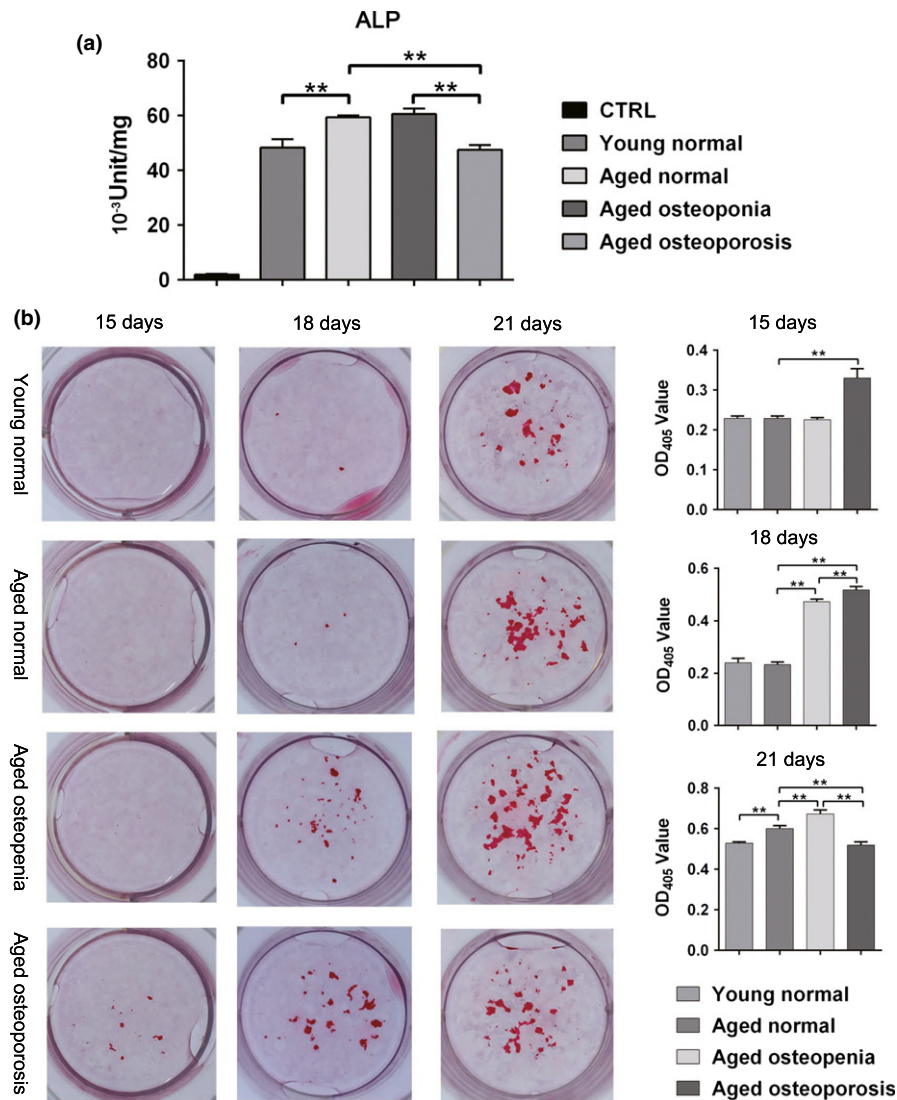 ALP
(a)
80
60
40
20
0
10⁻³Unit/mg
**
**
**
CTRL
Young normal
Aged normal
Aged osteoponia
Aged osteoporosis
(b)
15 days
18 days
21 days
Young normal
Aged normal
Aged osteopenia
Aged osteoporosis
15 days
0.4
0.3
0.2
0.1
0.0
OD₄₀₅ Value
**
18 days
0.6
0.4
0.2
0.0
OD₄₀₅ Value
**
**
**
21 days
0.8
0.6
0.4
0.2
0.0
OD₄₀₅ Value
**
**
**
**
Young normal
Aged normal
Aged osteopenia
Aged osteoporosis